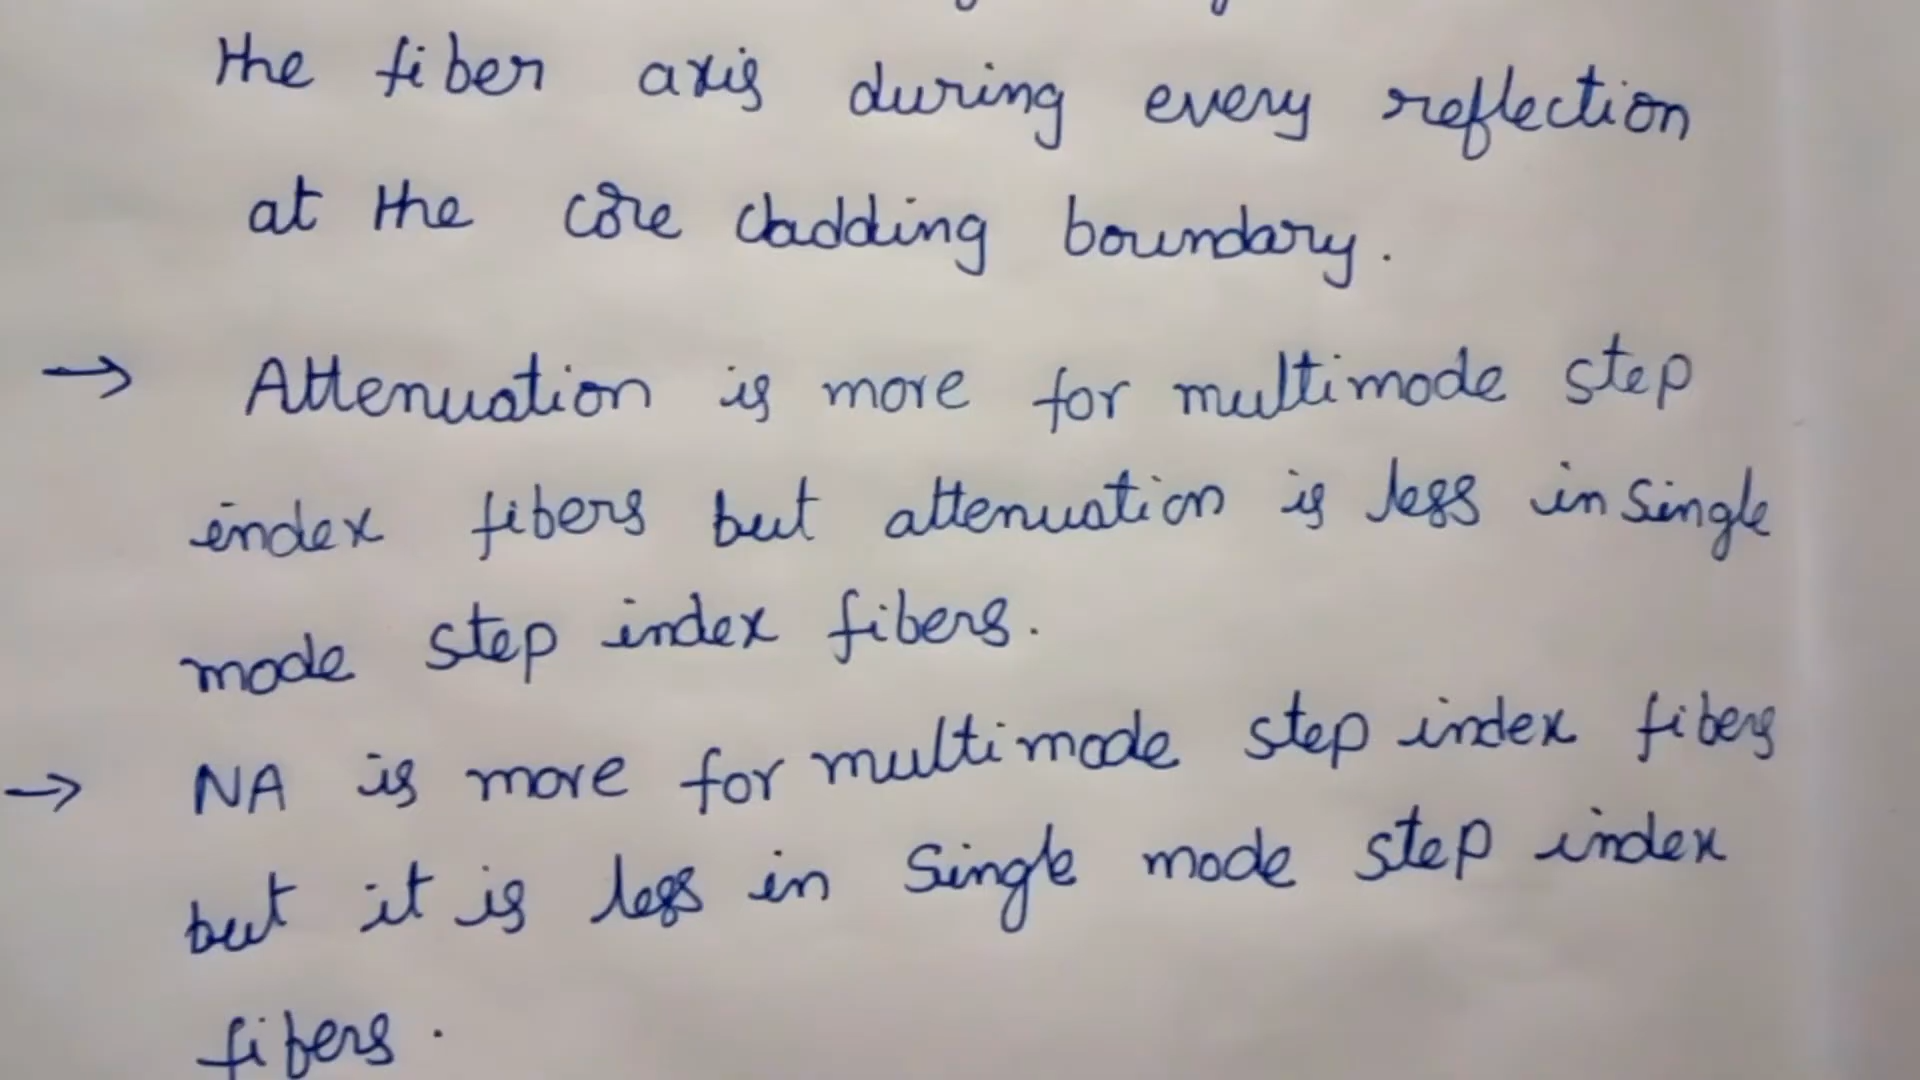 the fiber axis during every reflection
at the core cladding boundary.
→ Attenuation is more for multimode step
index fibers but attenuation is less in single
mode step index fibers.
→ NA is more for multimode step index fibers
but it is less in Single mode step index
fibers.